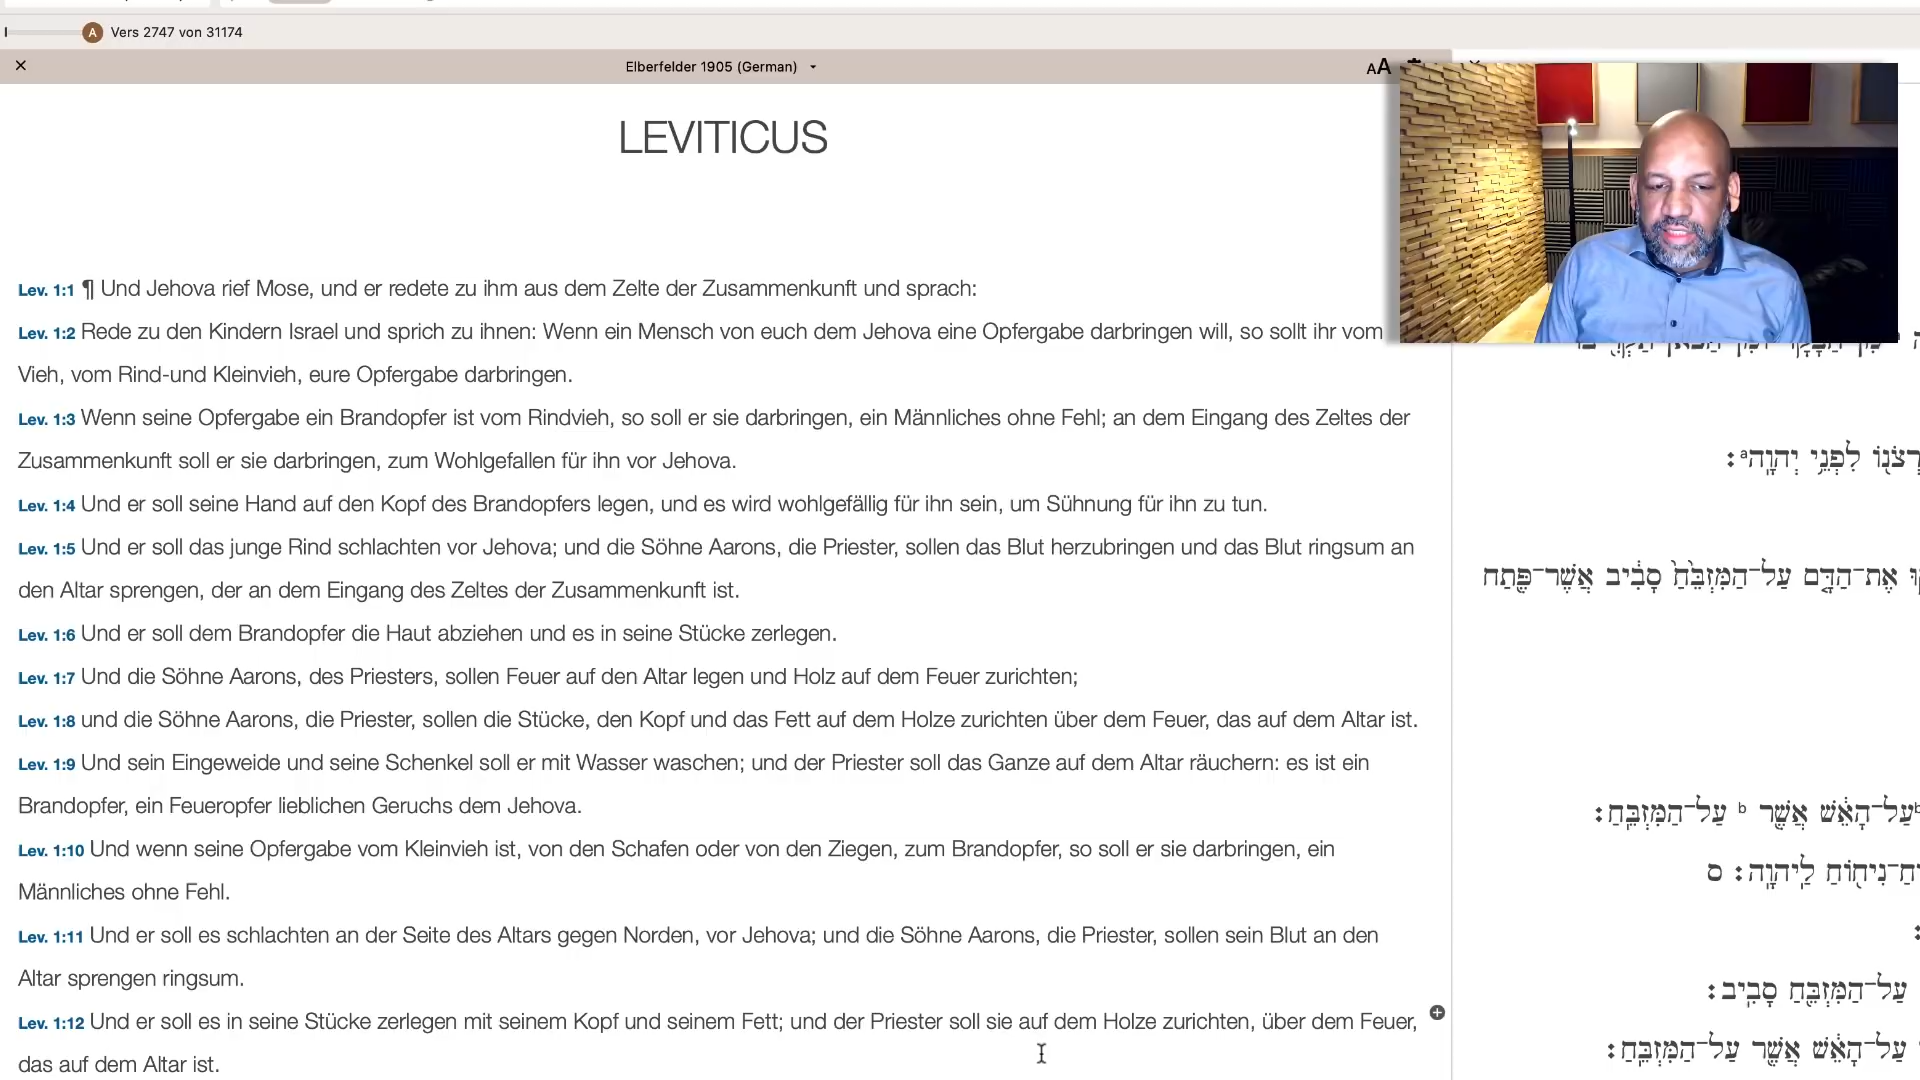 A Vers 2747 von 31174
Elberfelder 1905 (German)
AA
LEVITICUS
Lev. 1:1 ¶ Und Jehova rief Mose, und er redete zu ihm aus dem Zelte der Zusammenkunft und sprach:
Lev. 1:2 Rede zu den Kindern Israel und sprich zu ihnen: Wenn ein Mensch von euch dem Jehova eine Opfergabe darbringen will, so sollt ihr vom
Vieh, vom Rind-und Kleinvieh, eure Opfergabe darbringen.
Lev. 1:3 Wenn seine Opfergabe ein Brandopfer ist vom Rindvieh, so soll er sie darbringen, ein Männliches ohne Fehl; an dem Eingang des Zeltes der
Zusammenkunft soll er sie darbringen, zum Wohlgefallen für ihn vor Jehova.
Lev. 1:4 Und er soll seine Hand auf den Kopf des Brandopfers legen, und es wird wohlgefällig für ihn sein, um Sühnung für ihn zu tun.
Lev. 1:5 Und er soll das junge Rind schlachten vor Jehova; und die Söhne Aarons, die Priester, sollen das Blut herzubringen und das Blut ringsum an
den Altar sprengen, der an dem Eingang des Zeltes der Zusammenkunft ist.
Lev. 1:6 Und er soll dem Brandopfer die Haut abziehen und es in seine Stücke zerlegen.
Lev. 1:7 Und die Söhne Aarons, des Priesters, sollen Feuer auf den Altar legen und Holz auf dem Feuer zurichten;
Lev. 1:8 und die Söhne Aarons, die Priester, sollen die Stücke, den Kopf und das Fett auf dem Holze zurichten über dem Feuer, das auf dem Altar ist.
Lev. 1:9 Und sein Eingeweide und seine Schenkel soll er mit Wasser waschen; und der Priester soll das Ganze auf dem Altar räuchern: es ist ein
Brandopfer, ein Feueropfer lieblichen Geruchs dem Jehova.
Lev. 1:10 Und wenn seine Opfergabe vom Kleinvieh ist, von den Schafen oder von den Ziegen, zum Brandopfer, so soll er sie darbringen, ein
Männliches ohne Fehl.
Lev. 1:11 Und er soll es schlachten an der Seite des Altars gegen Norden, vor Jehova; und die Söhne Aarons, die Priester, sollen sein Blut an den
Altar sprengen ringsum.
Lev. 1:12 Und er soll es in seine Stücke zerlegen mit seinem Kopf und seinem Fett; und der Priester soll sie auf dem Holze zurichten, über dem Feuer,
das auf dem Altar ist.
לִפְנֵ֥י יְהוָֽה׃ᵃ
אֶת־הַדָּ֤ם עַל־הַמִּזְבֵּ֙חַ֙ סָבִ֔יב אֲשֶׁר־פֶּ֖תַח
עַל־הָאֵ֔שׁ אֲשֶׁ֖ר ᵇ עַל־הַמִּזְבֵּֽחַ׃
נִיח֖וֹחַ לַֽיהוָֽה׃ ס
עַל־הַמִּזְבֵּ֖חַ סָבִֽיב׃
עַל־הָאֵ֔שׁ אֲשֶׁ֖ר עַל־הַמִּזְבֵּֽחַ׃